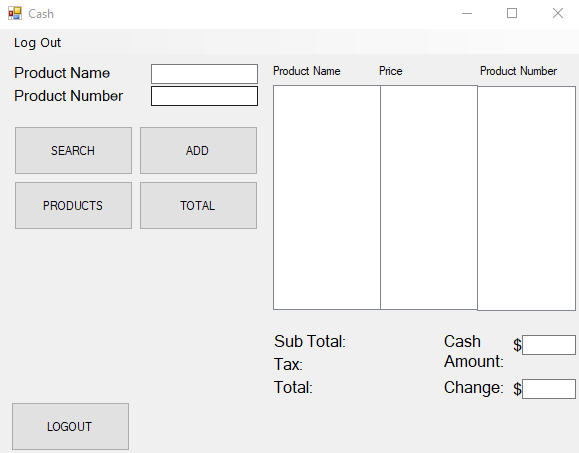 Cash
Log Out
Product Name
Product Number
SEARCH
ADD
PRODUCTS
TOTAL
LOGOUT
Product Name Price Product Number
Sub Total:
Tax:
Total:
Cash
Amount:
$
Change: $